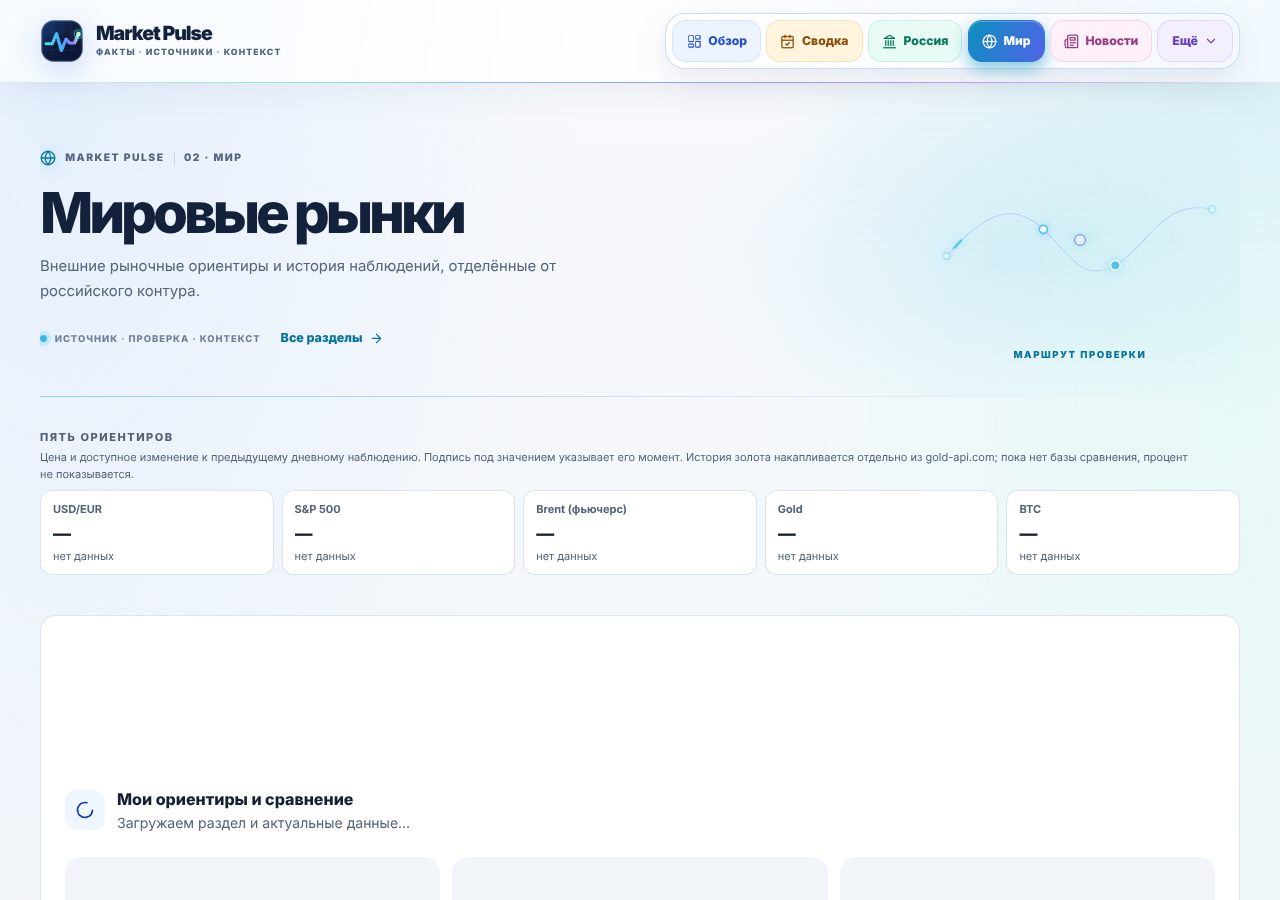 Market Pulse
ФАКТЫ · ИСТОЧНИКИ · КОНТЕКСТ
Обзор
Сводка
Россия
Мир
Новости
Ещё
MARKET PULSE
02 · МИР
Мировые рынки
Внешние рыночные ориентиры и история наблюдений, отделённые от
российского контура.
ИСТОЧНИК · ПРОВЕРКА · КОНТЕКСТ
Все разделы
МАРШРУТ ПРОВЕРКИ
ПЯТЬ ОРИЕНТИРОВ
Цена и доступное изменение к предыдущему дневному наблюдению. Подпись под значением указывает его момент. История золота накапливается отдельно из gold-api.com; пока нет базы сравнения, процент
не показывается.
USD/EUR
—
нет данных
S&P 500
—
нет данных
Brent (фьючерс)
—
нет данных
Gold
—
нет данных
BTC
—
нет данных
Мои ориентиры и сравнение
Загружаем раздел и актуальные данные...